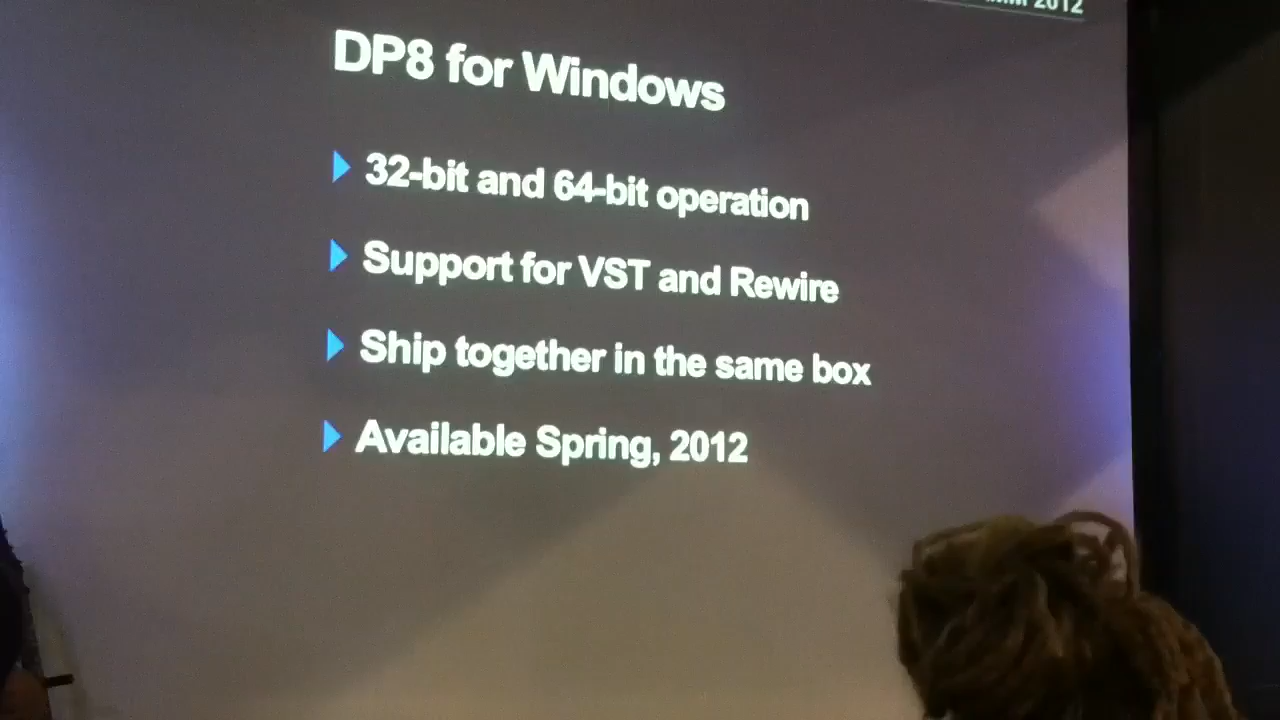 2012
DP8 for Windows
32-bit and 64-bit operation
Support for VST and Rewire
Ship together in the same box
Available Spring, 2012